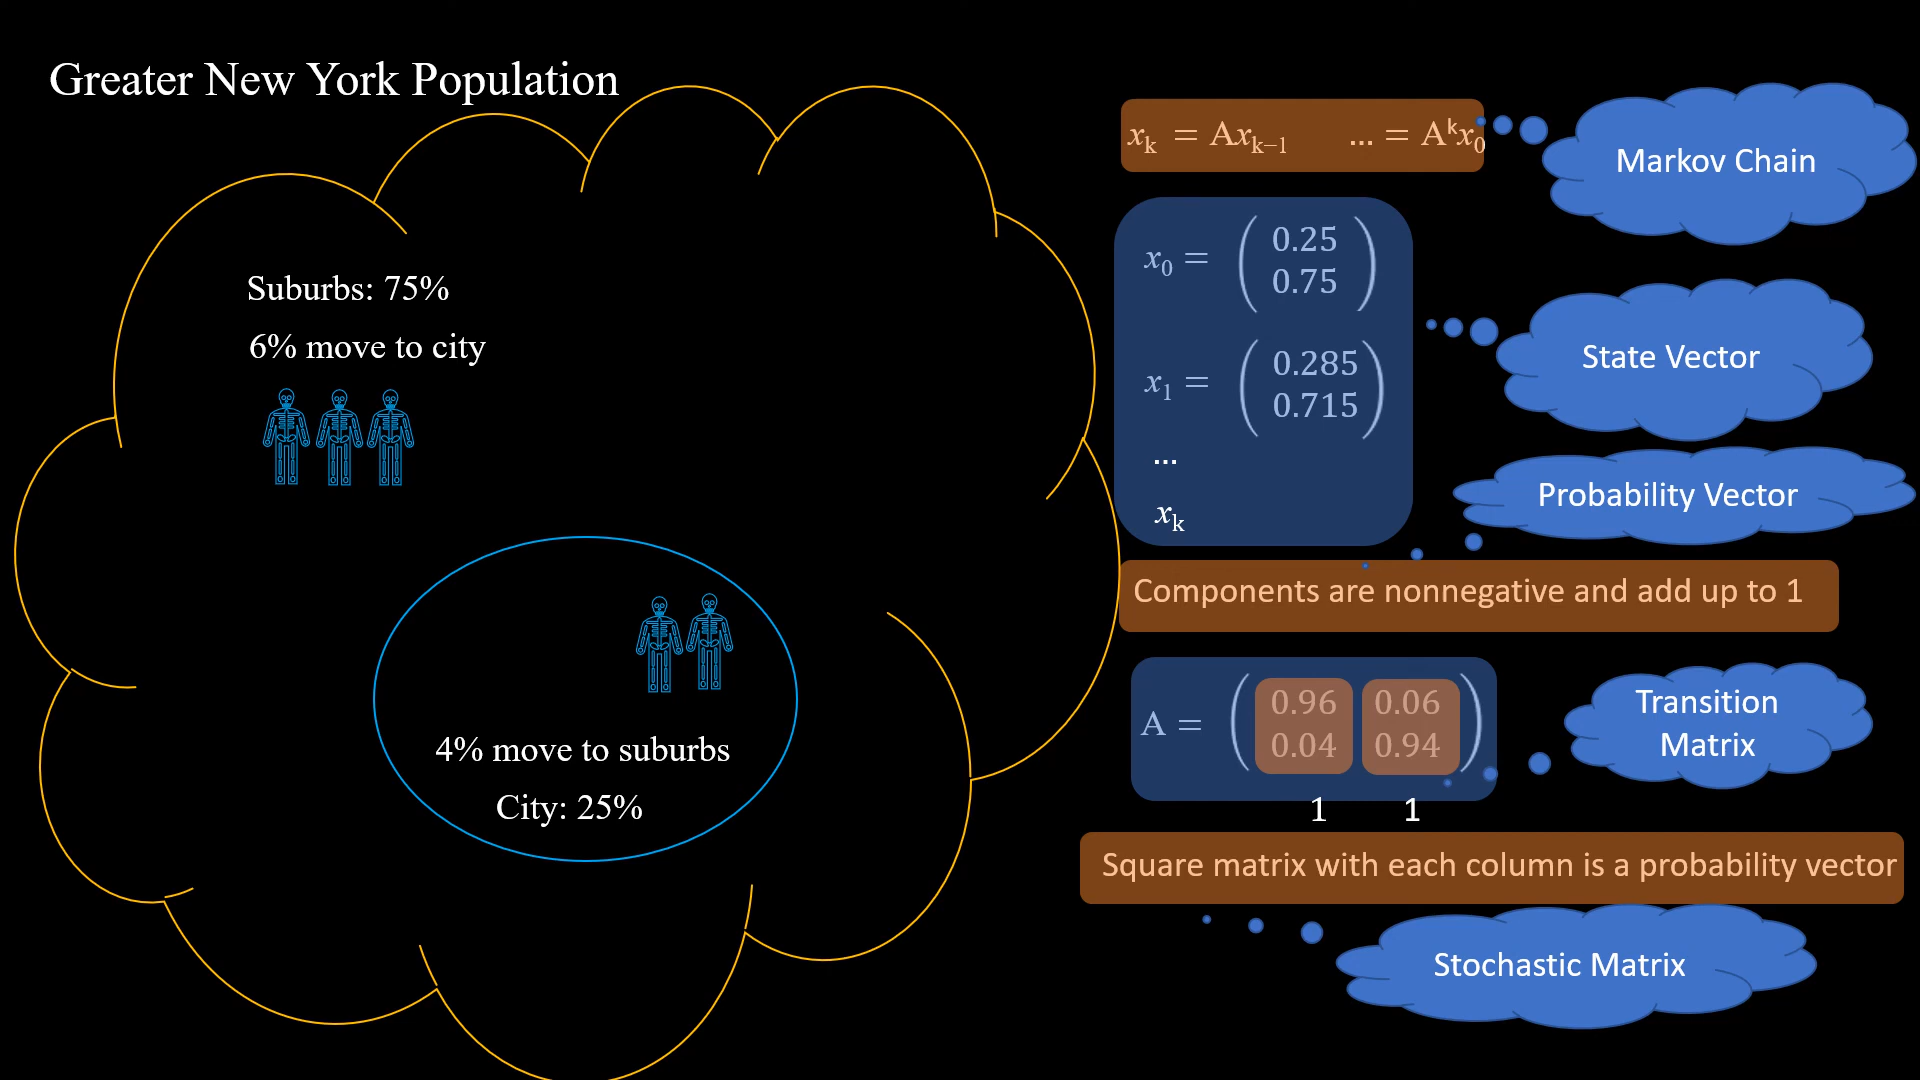 Greater New York Population
Suburbs: 75%
6% move to city
4% move to suburbs
City: 25%
xₖ = Axₖ₋₁ ... = Aᵏx₀
Markov Chain
x₀ = ( 0.25
0.75 )
x₁ = ( 0.285
0.715 )
...
xₖ
State Vector
Probability Vector
Components are nonnegative and add up to 1
A = ( 0.96 0.06
0.04 0.94 )
1 1
Transition
Matrix
Square matrix with each column is a probability vector
Stochastic Matrix